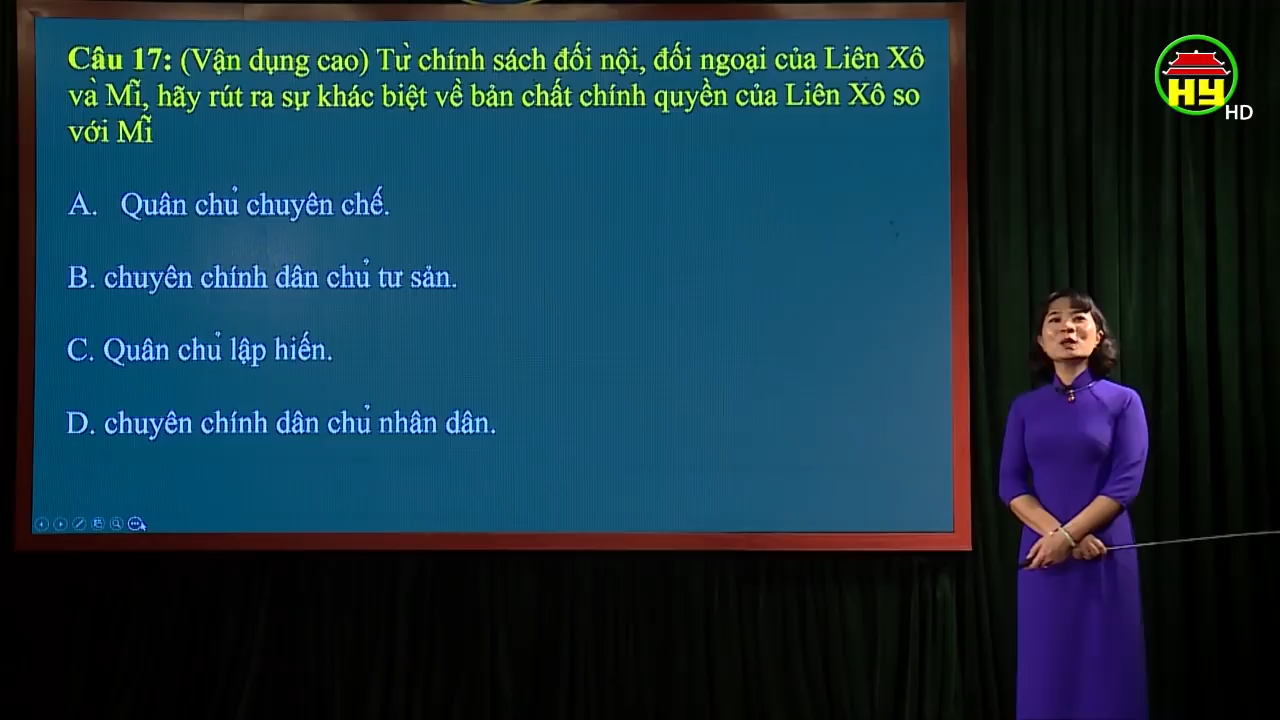 Câu 17: (Vận dụng cao) Từ chính sách đối nội, đối ngoại của Liên Xô
và Mĩ, hãy rút ra sự khác biệt về bản chất chính quyền của Liên Xô so
với Mĩ
A. Quân chủ chuyên chế.
B. chuyên chính dân chủ tư sản.
C. Quân chủ lập hiến.
D. chuyên chính dân chủ nhân dân.
HY
HD